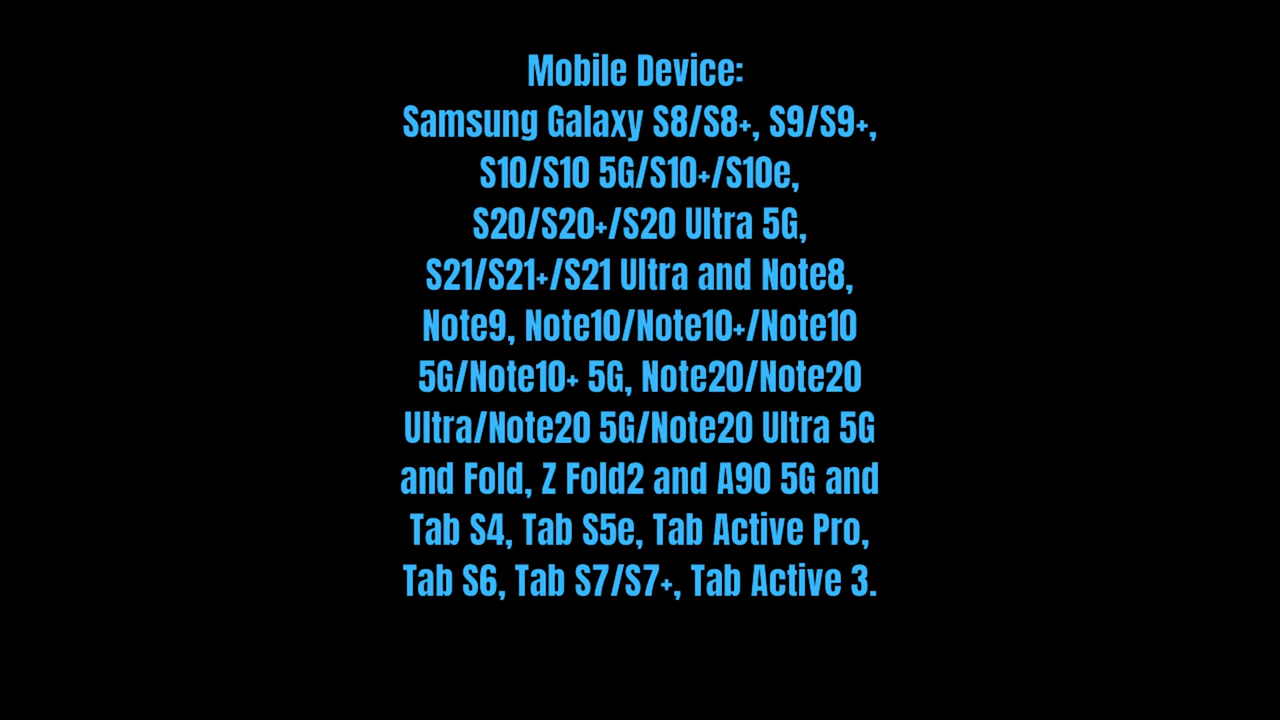 Mobile Device:
Samsung Galaxy S8/S8+, S9/S9+,
S10/S10 5G/S10+/S10e,
S20/S20+/S20 Ultra 5G,
S21/S21+/S21 Ultra and Note8,
Note9, Note10/Note10+/Note10
5G/Note10+ 5G, Note20/Note20
Ultra/Note20 5G/Note20 Ultra 5G
and Fold, Z Fold2 and A90 5G and
Tab S4, Tab S5e, Tab Active Pro,
Tab S6, Tab S7/S7+, Tab Active 3.